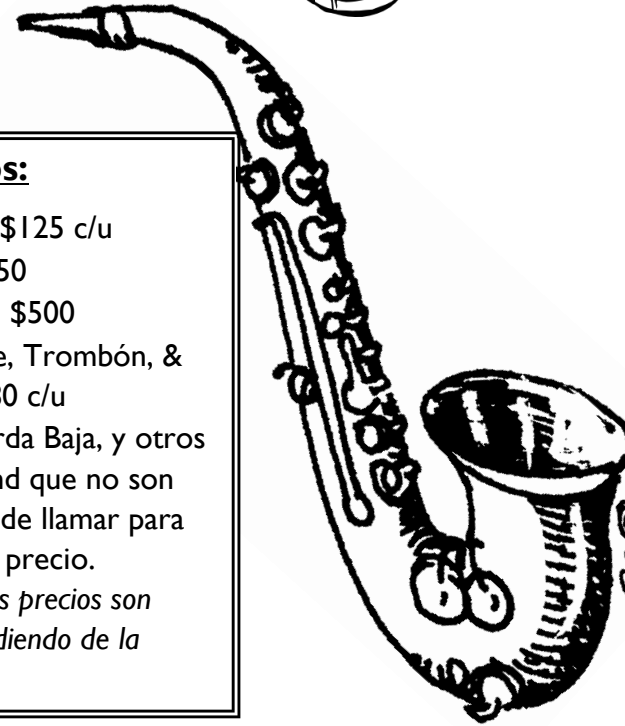 os:
$125 c/u
50
$500
e, Trombón, &
30 c/u
rda Baja, y otros
nd que no son
de llamar para
precio.
s precios son
diendo de la